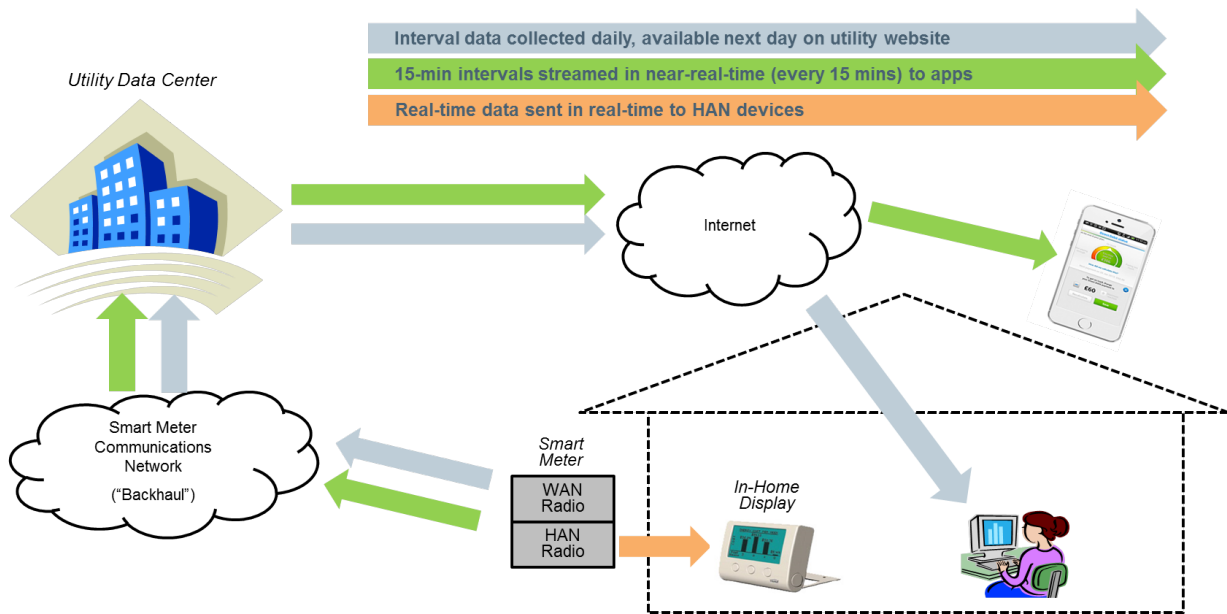 Interval data collected daily, available next day on utility website
15-min intervals streamed in near-real-time (every 15 mins) to apps
Real-time data sent in real-time to HAN devices
Utility Data Center
Internet
£60
Smart Meter
Communications
Network
(“Backhaul”)
Smart
Meter
WAN
Radio
HAN
Radio
In-Home
Display